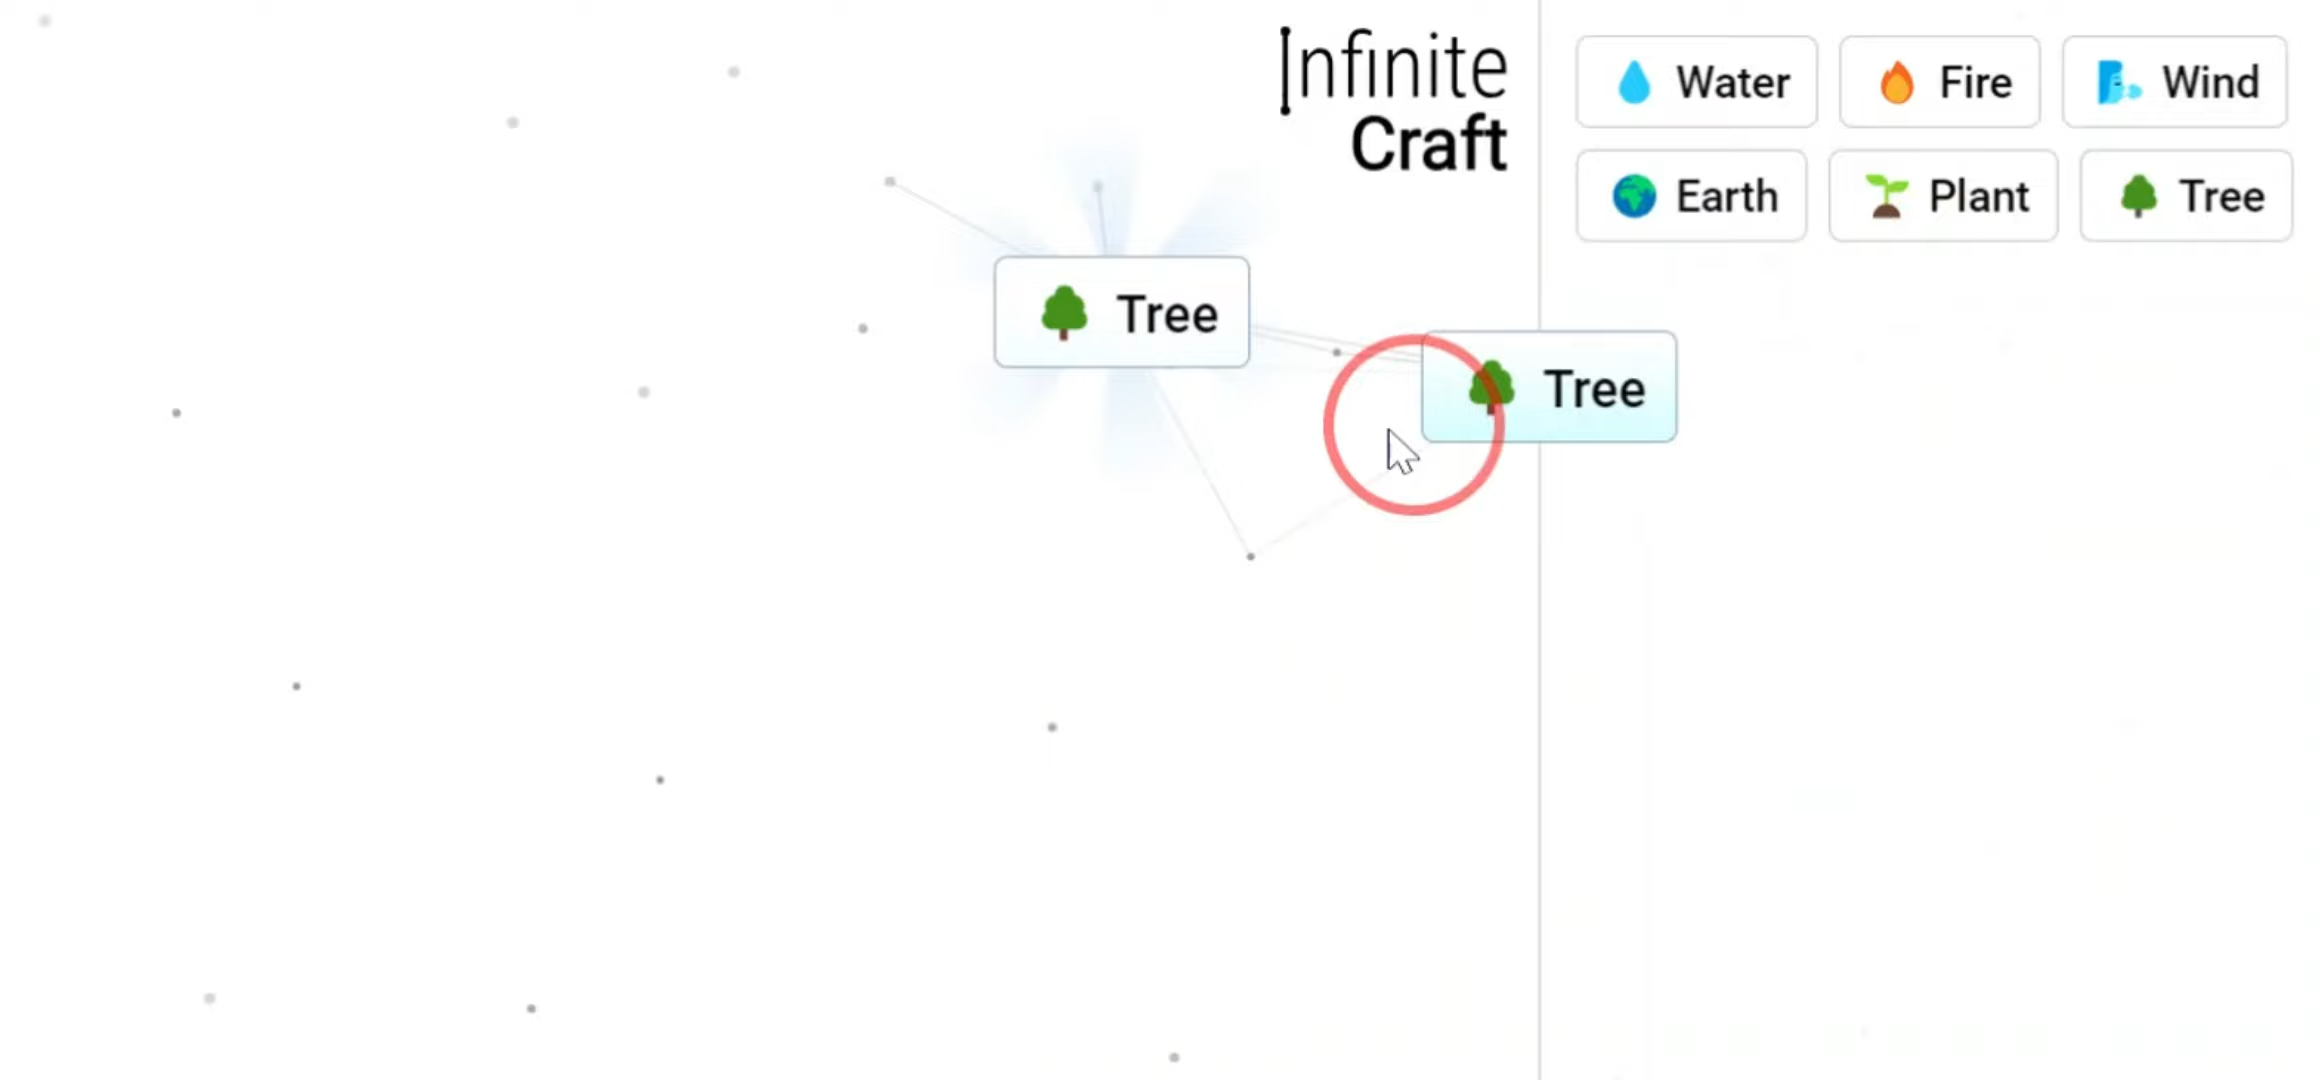 Infinite
Craft
Water
Fire
Wind
Earth
Plant
Tree
Tree
Tree